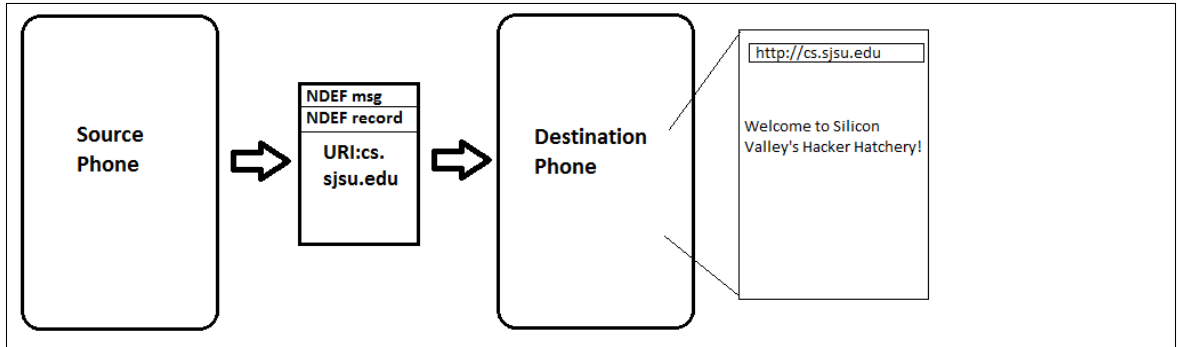 Source
Phone
NDEF msg
NDEF record
URI:cs.
sjsu.edu
Destination
Phone
http://cs.sjsu.edu
Welcome to Silicon
Valley's Hacker Hatchery!